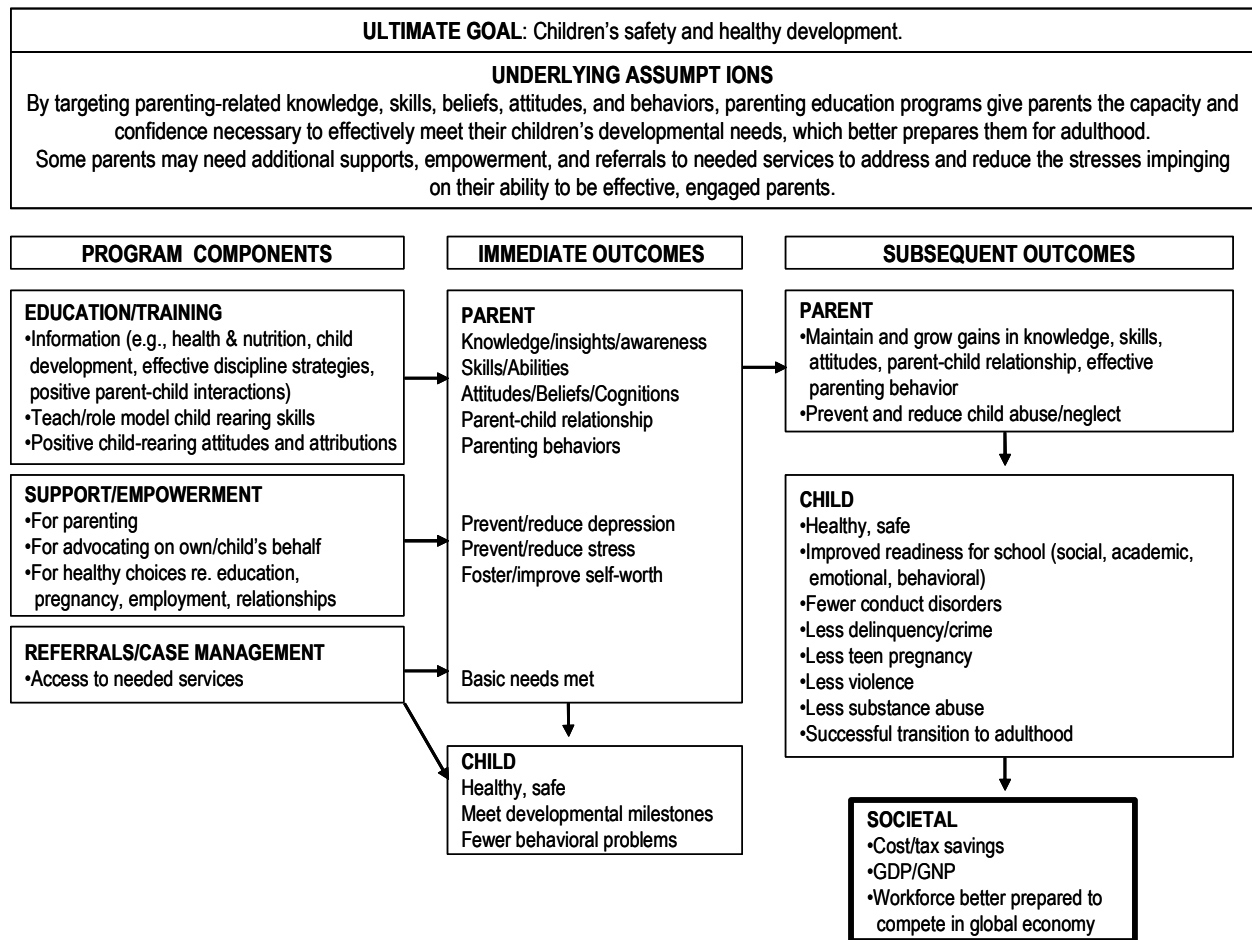 ULTIMATE GOAL: Children’s safety and healthy development.
UNDERLYING ASSUMPT IONS
By targeting parenting-related knowledge, skills, beliefs, attitudes, and behaviors, parenting education programs give parents the capacity and
confidence necessary to effectively meet their children’s developmental needs, which better prepares them for adulthood.
Some parents may need additional supports, empowerment, and referrals to needed services to address and reduce the stresses impinging
on their ability to be effective, engaged parents.
PROGRAM COMPONENTS
EDUCATION/TRAINING
•Information (e.g., health & nutrition, child
development, effective discipline strategies,
positive parent-child interactions)
•Teach/role model child rearing skills
•Positive child-rearing attitudes and attributions
SUPPORT/EMPOWERMENT
•For parenting
•For advocating on own/child’s behalf
•For healthy choices re. education,
pregnancy, employment, relationships
REFERRALS/CASE MANAGEMENT
•Access to needed services
IMMEDIATE OUTCOMES
PARENT
Knowledge/insights/awareness
Skills/Abilities
Attitudes/Beliefs/Cognitions
Parent-child relationship
Parenting behaviors
Prevent/reduce depression
Prevent/reduce stress
Foster/improve self-worth
Basic needs met
CHILD
Healthy, safe
Meet developmental milestones
Fewer behavioral problems
SUBSEQUENT OUTCOMES
PARENT
•Maintain and grow gains in knowledge, skills,
attitudes, parent-child relationship, effective
parenting behavior
•Prevent and reduce child abuse/neglect
CHILD
•Healthy, safe
•Improved readiness for school (social, academic,
emotional, behavioral)
•Fewer conduct disorders
•Less delinquency/crime
•Less teen pregnancy
•Less violence
•Less substance abuse
•Successful transition to adulthood
SOCIETAL
•Cost/tax savings
•GDP/GNP
•Workforce better prepared to
compete in global economy